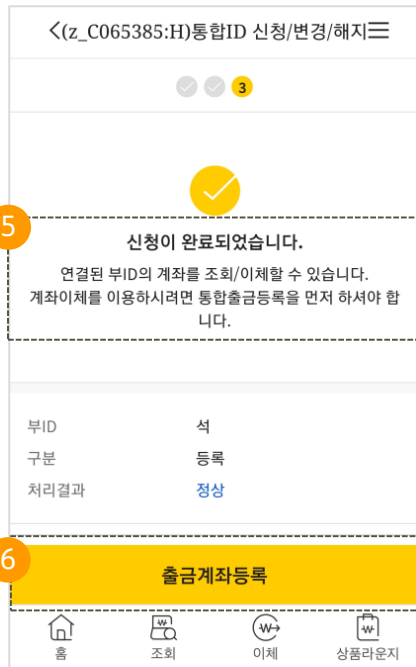 (z_C065385:H)통합ID 신청/변경/해지
3
5
신청이 완료되었습니다.
연결된 부ID의 계좌를 조회/이체할 수 있습니다.
계좌이체를 이용하시려면 통합출금등록을 먼저 하셔야 합
니다.
부ID 석
구분 등록
처리결과 정상
6
출금계좌등록
홈 조회 이체 상품라운지